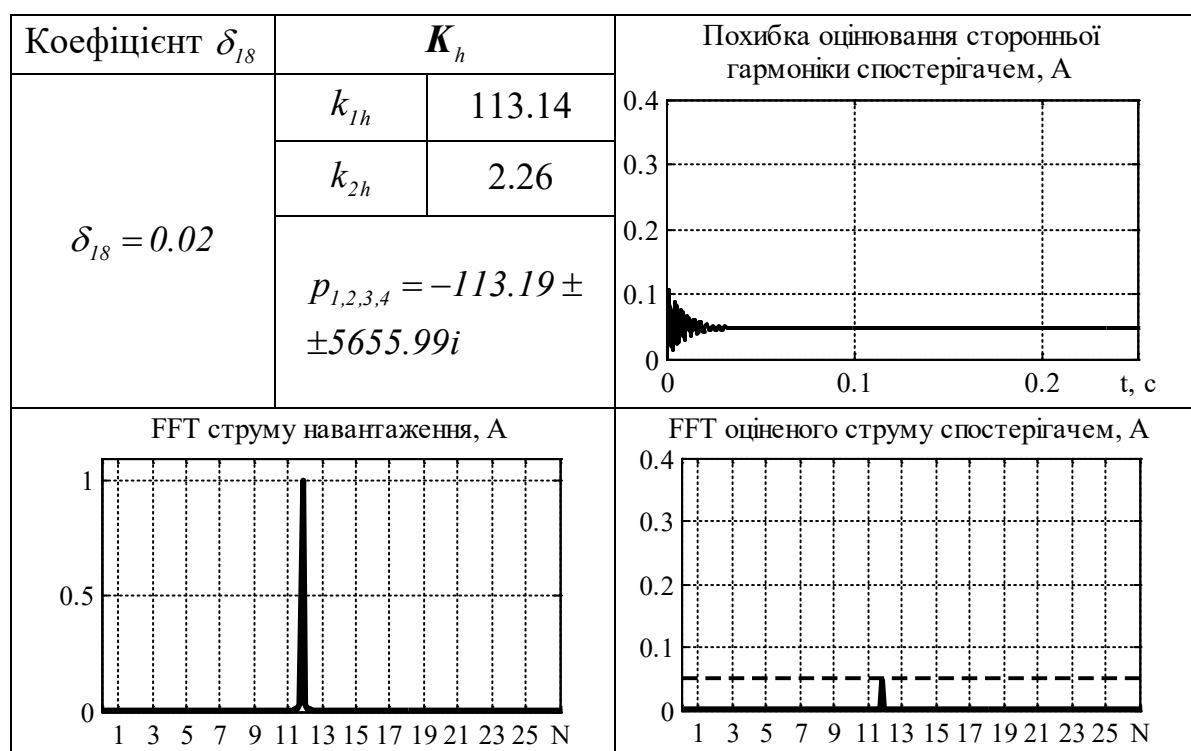 Коефіцієнт δ₁₈
K_h
Похибка оцінювання сторонньої
гармоніки спостерігачем, А
k_1h
113.14
k_2h
2.26
δ₁₈ = 0.02
p_1,2,3,4 = −113.19 ±
±5655.99i
0.4
0.3
0.2
0.1
0
0 0.1 0.2 t, c
FFT струму навантаження, А
1
0.5
0
1 3 5 7 9 11 13 15 17 19 21 23 25 N
FFT оціненого струму спостерігачем, А
0.4
0.3
0.2
0.1
0
1 3 5 7 9 11 13 15 17 19 21 23 25 N